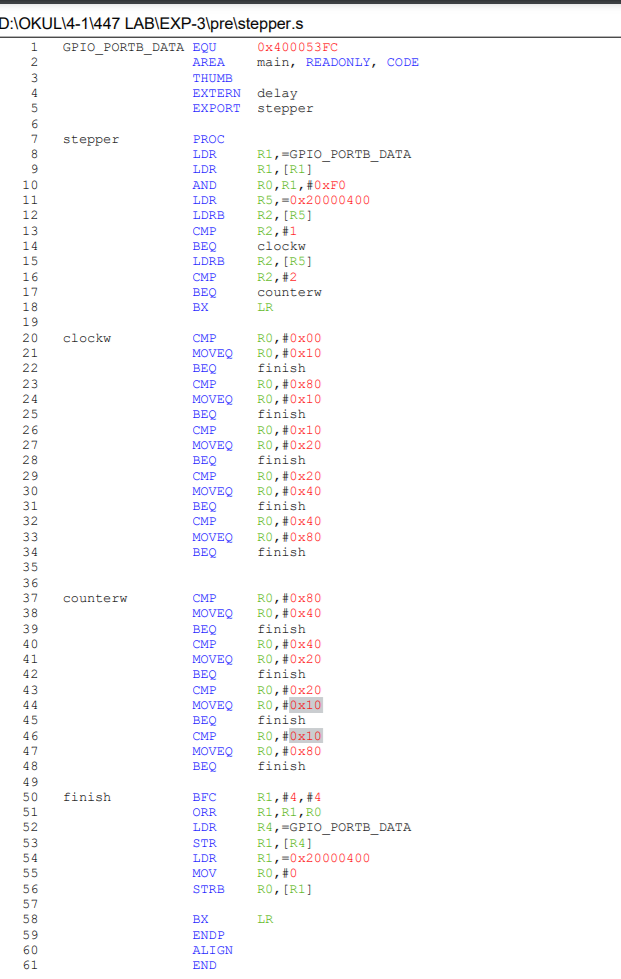 D:\OKUL\4-1\447 LAB\EXP-3\pre\stepper.s
1 GPIO_PORTB_DATA EQU 0x400053FC
2 AREA main, READONLY, CODE
3 THUMB
4 EXTERN delay
5 EXPORT stepper
6
7 stepper PROC
8 LDR R1,=GPIO_PORTB_DATA
9 LDR R1,[R1]
10 AND R0,R1,#0xF0
11 LDR R5,=0x20000400
12 LDRB R2,[R5]
13 CMP R2,#1
14 BEQ clockw
15 LDRB R2,[R5]
16 CMP R2,#2
17 BEQ counterw
18 BX LR
19
20 clockw CMP R0,#0x00
21 MOVEQ R0,#0x10
22 BEQ finish
23 CMP R0,#0x80
24 MOVEQ R0,#0x10
25 BEQ finish
26 CMP R0,#0x10
27 MOVEQ R0,#0x20
28 BEQ finish
29 CMP R0,#0x20
30 MOVEQ R0,#0x40
31 BEQ finish
32 CMP R0,#0x40
33 MOVEQ R0,#0x80
34 BEQ finish
35
36
37 counterw CMP R0,#0x80
38 MOVEQ R0,#0x40
39 BEQ finish
40 CMP R0,#0x40
41 MOVEQ R0,#0x20
42 BEQ finish
43 CMP R0,#0x20
44 MOVEQ R0,#0x10
45 BEQ finish
46 CMP R0,#0x10
47 MOVEQ R0,#0x80
48 BEQ finish
49
50 finish BFC R1,#4,#4
51 ORR R1,R1,R0
52 LDR R4,=GPIO_PORTB_DATA
53 STR R1,[R4]
54 LDR R1,=0x20000400
55 MOV R0,#0
56 STRB R0,[R1]
57
58 BX LR
59 ENDP
60 ALIGN
61 END